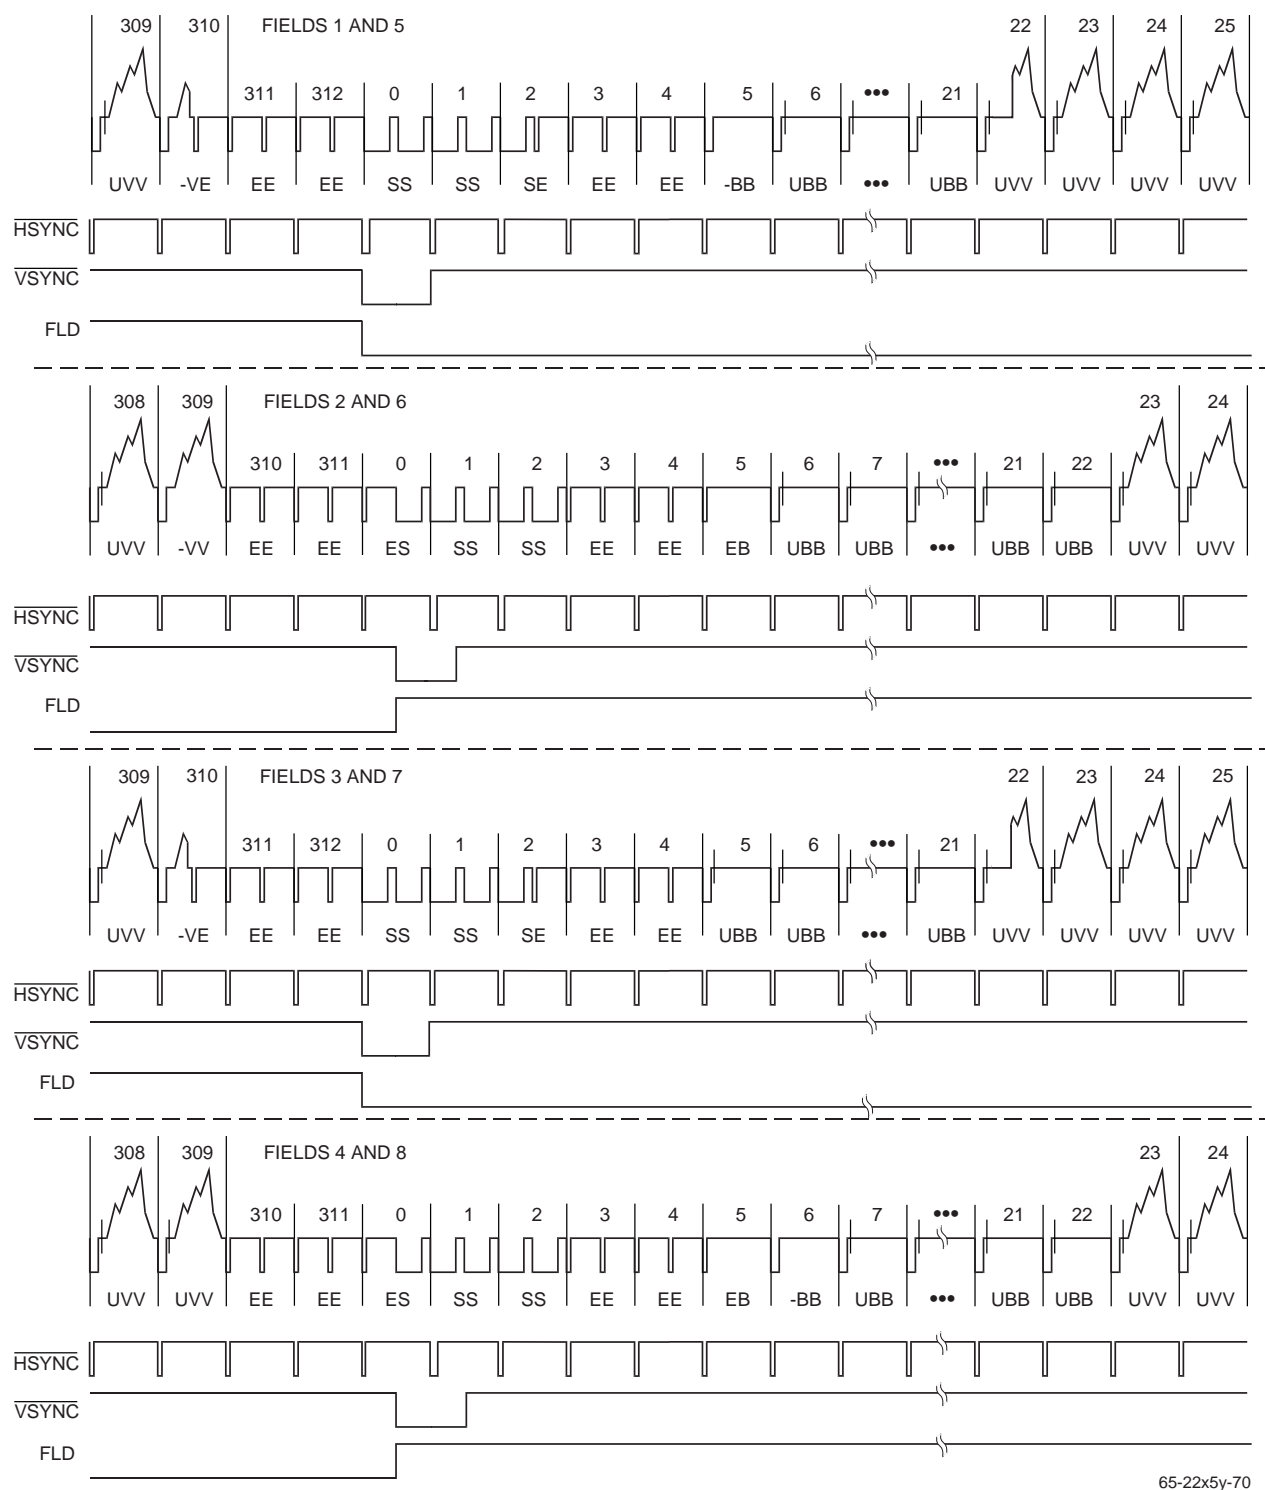 309 310 FIELDS 1 AND 5 22 23 24 25
311 312 0 1 2 3 4 5 6 ••• 21
UVV -VE EE EE SS SS SE EE EE -BB UBB ••• UBB UVV UVV UVV UVV
HSYNC
VSYNC
FLD
308 309 FIELDS 2 AND 6 23 24
310 311 0 1 2 3 4 5 6 7 ••• 21 22
UVV -VV EE EE ES SS SS EE EE EB UBB UBB ••• UBB UBB UVV UVV
HSYNC
VSYNC
FLD
309 310 FIELDS 3 AND 7 22 23 24 25
311 312 0 1 2 3 4 5 6 ••• 21
UVV -VE EE EE SS SS SE EE EE UBB UBB ••• UBB UVV UVV UVV UVV
HSYNC
VSYNC
FLD
308 309 FIELDS 4 AND 8 23 24
310 311 0 1 2 3 4 5 6 7 ••• 21 22
UVV UVV EE EE ES SS SS EE EE EB -BB UBB ••• UBB UBB UVV UVV
HSYNC
VSYNC
FLD
65-22x5y-70